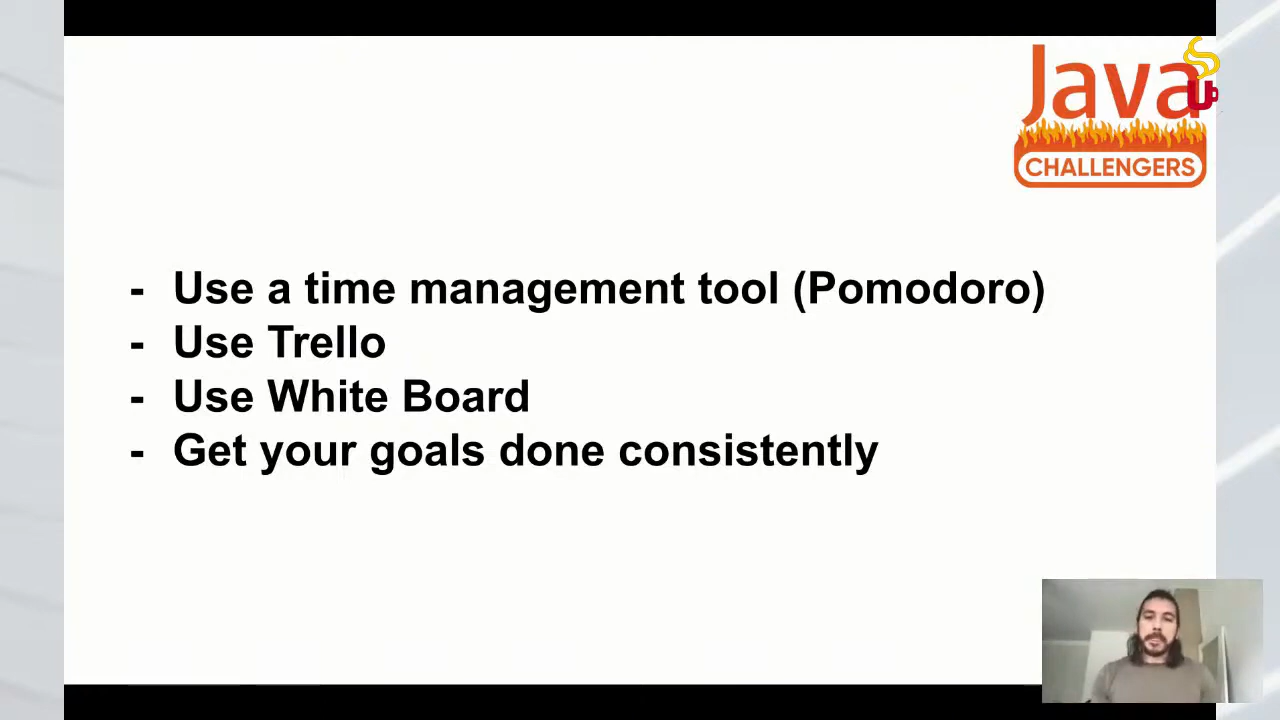 Java
CHALLENGERS
- Use a time management tool (Pomodoro)
- Use Trello
- Use White Board
- Get your goals done consistently